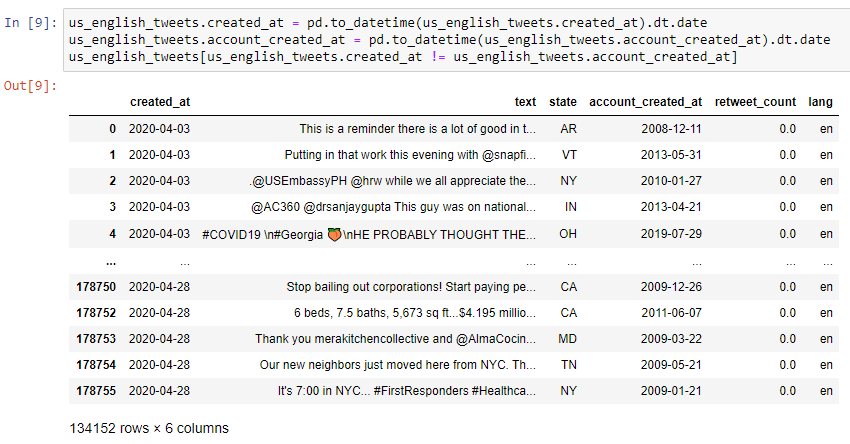 In [9]: us_english_tweets.created_at = pd.to_datetime(us_english_tweets.created_at).dt.date
us_english_tweets.account_created_at = pd.to_datetime(us_english_tweets.account_created_at).dt.date
us_english_tweets[us_english_tweets.created_at != us_english_tweets.account_created_at]
Out[9]:
created_at text state account_created_at retweet_count lang
0 2020-04-03 This is a reminder there is a lot of good in t... AR 2008-12-11 0.0 en
1 2020-04-03 Putting in that work this evening with @snapfi... VT 2013-05-31 0.0 en
2 2020-04-03 .@USEmbassyPH @hrw while we all appreciate the... NY 2010-01-27 0.0 en
3 2020-04-03 @AC360 @drsanjaygupta This guy was on national... IN 2013-04-21 0.0 en
4 2020-04-03 #COVID19 \n#Georgia 🍑\nHE PROBABLY THOUGHT THE... OH 2019-07-29 0.0 en
... ... ... ... ... ... ...
178750 2020-04-28 Stop bailing out corporations! Start paying pe... CA 2009-12-26 0.0 en
178752 2020-04-28 6 beds, 7.5 baths, 5,673 sq ft...$4.195 millio... CA 2011-06-07 0.0 en
178753 2020-04-28 Thank you merakitchencollective and @AlmaCocin... MD 2009-03-22 0.0 en
178754 2020-04-28 Our new neighbors just moved here from NYC. Th... TN 2009-05-21 0.0 en
178755 2020-04-28 It's 7:00 in NYC... #FirstResponders #Healthca... NY 2009-01-21 0.0 en
134152 rows × 6 columns